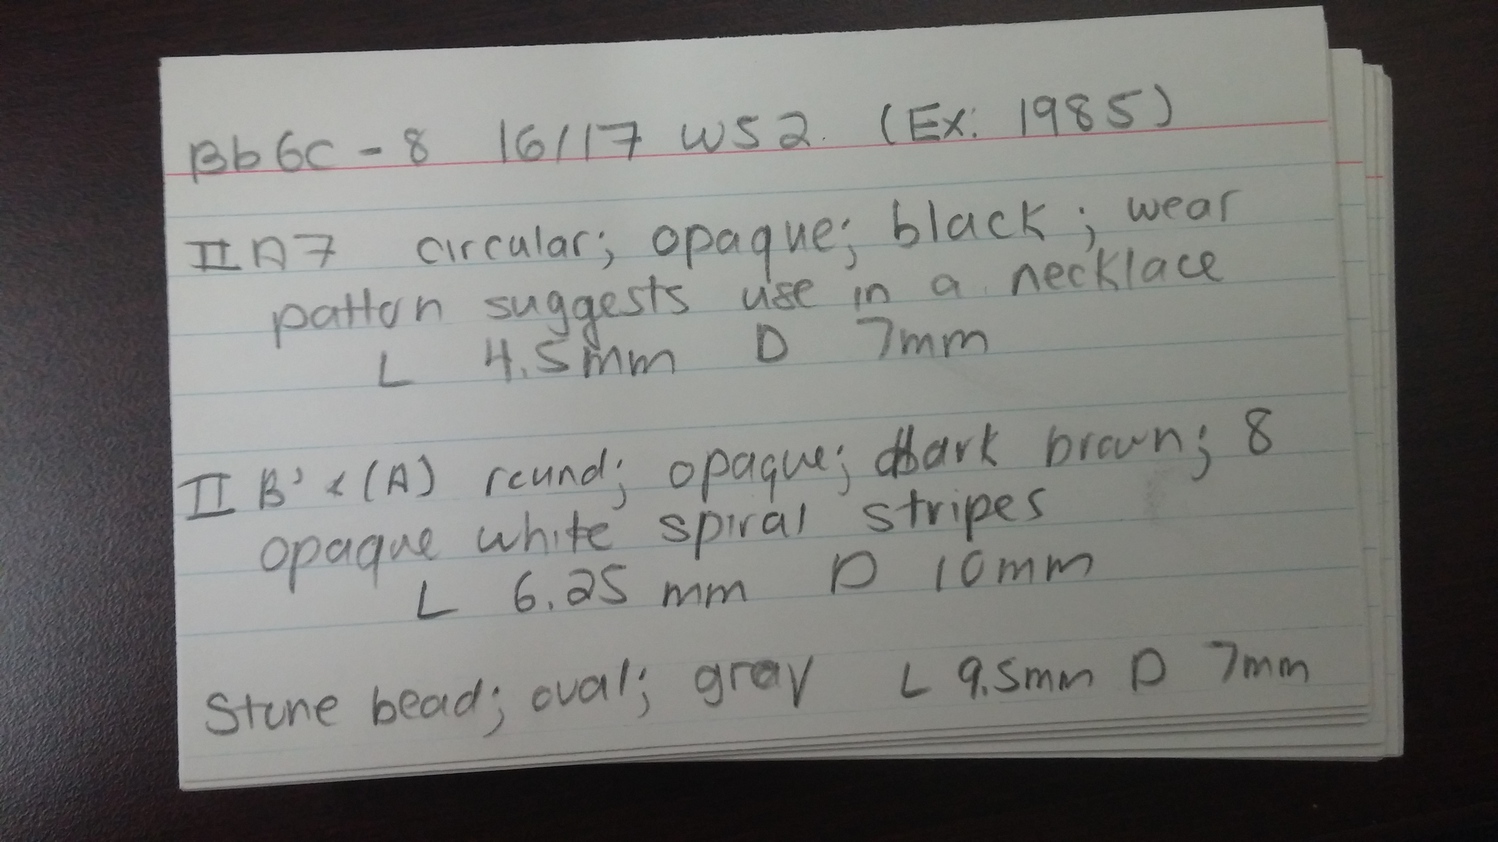 Bb6c - 8 16/17 WS2. (Ex: 1985)
II A7 circular; opaque; black; wear
pattern suggests use in a necklace
L 4.5mm D 7mm
II B' (A) round; opaque; dark brown; 8
opaque white spiral stripes
L 6.25 mm D 10mm
Stone bead; oval; gray L 9.5mm D 7mm